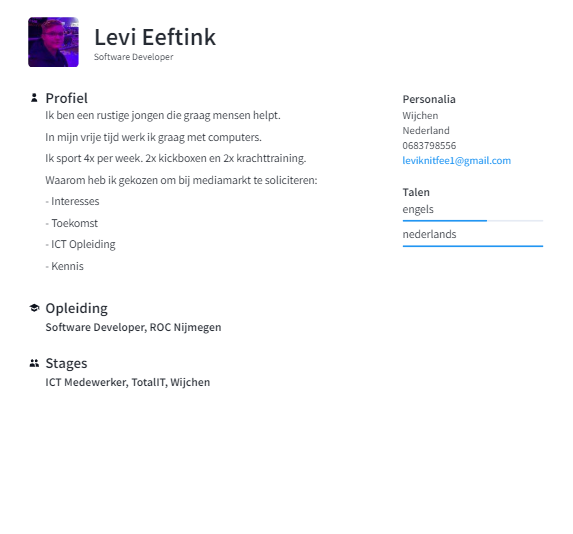 Levi Eeftink
Software Developer
Profiel
Ik ben een rustige jongen die graag mensen helpt.
In mijn vrije tijd werk ik graag met computers.
Ik sport 4x per week. 2x kickboxen en 2x krachttraining.
Waarom heb ik gekozen om bij mediamarkt te soliciteren:
- Interesses
- Toekomst
- ICT Opleiding
- Kennis
Opleiding
Software Developer, ROC Nijmegen
Stages
ICT Medewerker, TotalIT, Wijchen
Personalia
Wijchen
Nederland
0683798556
leviknitfee1@gmail.com
Talen
engels
nederlands